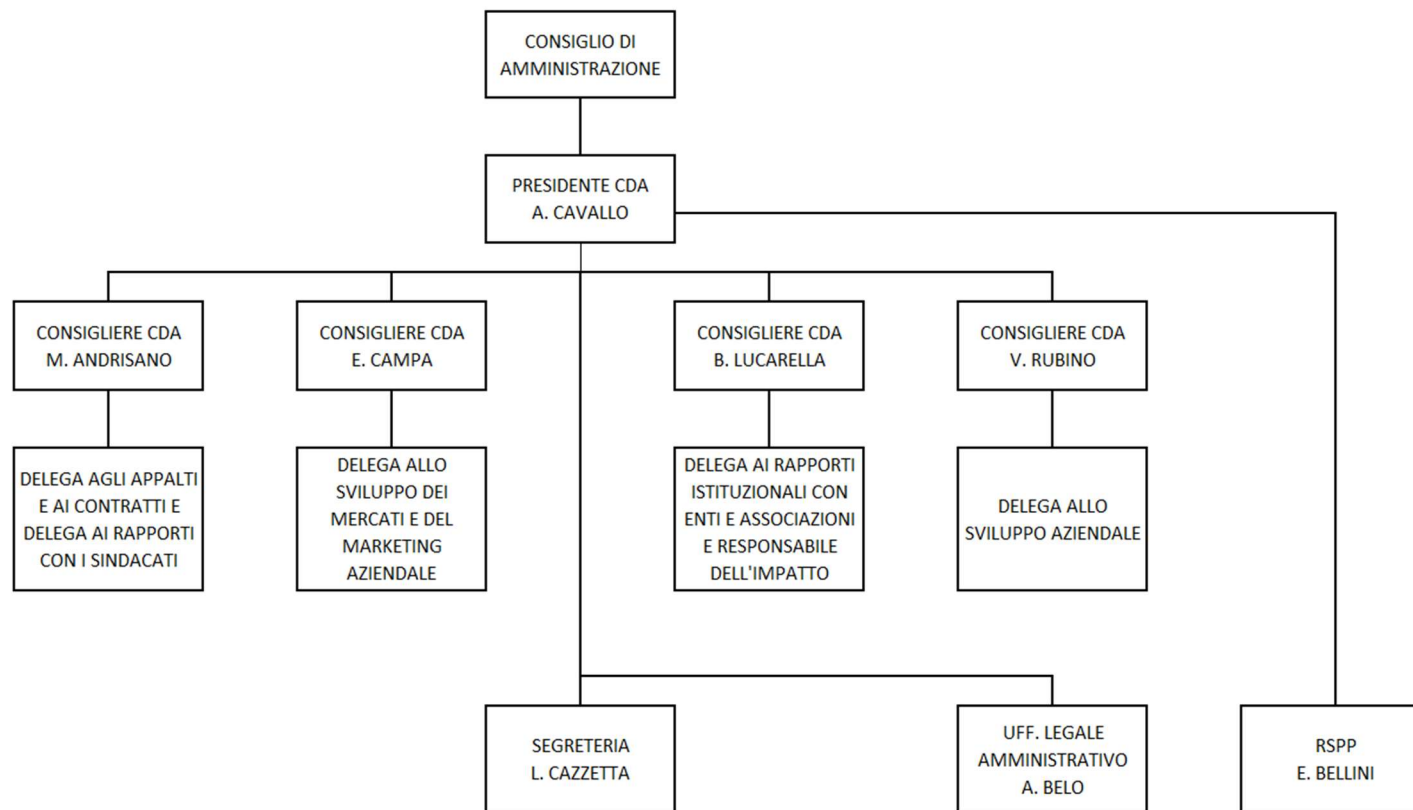 CONSIGLIO DI
AMMINISTRAZIONE
PRESIDENTE CDA
A. CAVALLO
CONSIGLIERE CDA
M. ANDRISANO
CONSIGLIERE CDA
E. CAMPA
CONSIGLIERE CDA
B. LUCARELLA
CONSIGLIERE CDA
V. RUBINO
DELEGA AGLI APPALTI
E AI CONTRATTI E
DELEGA AI RAPPORTI
CON I SINDACATI
DELEGA ALLO
SVILUPPO DEI
MERCATI E DEL
MARKETING
AZIENDALE
DELEGA AI RAPPORTI
ISTITUZIONALI CON
ENTI E ASSOCIAZIONI
E RESPONSABILE
DELL'IMPATTO
DELEGA ALLO
SVILUPPO AZIENDALE
SEGRETERIA
L. CAZZETTA
UFF. LEGALE
AMMINISTRATIVO
A. BELO
RSPP
E. BELLINI